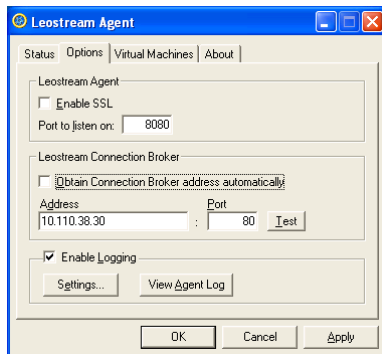 Leostream Agent
Status Options Virtual Machines About
Leostream Agent
Enable SSL
Port to listen on: 8080
Leostream Connection Broker
Obtain Connection Broker address automatically
Address Port
10.110.38.30 : 80 Test
Enable Logging
Settings... View Agent Log
OK Cancel Apply